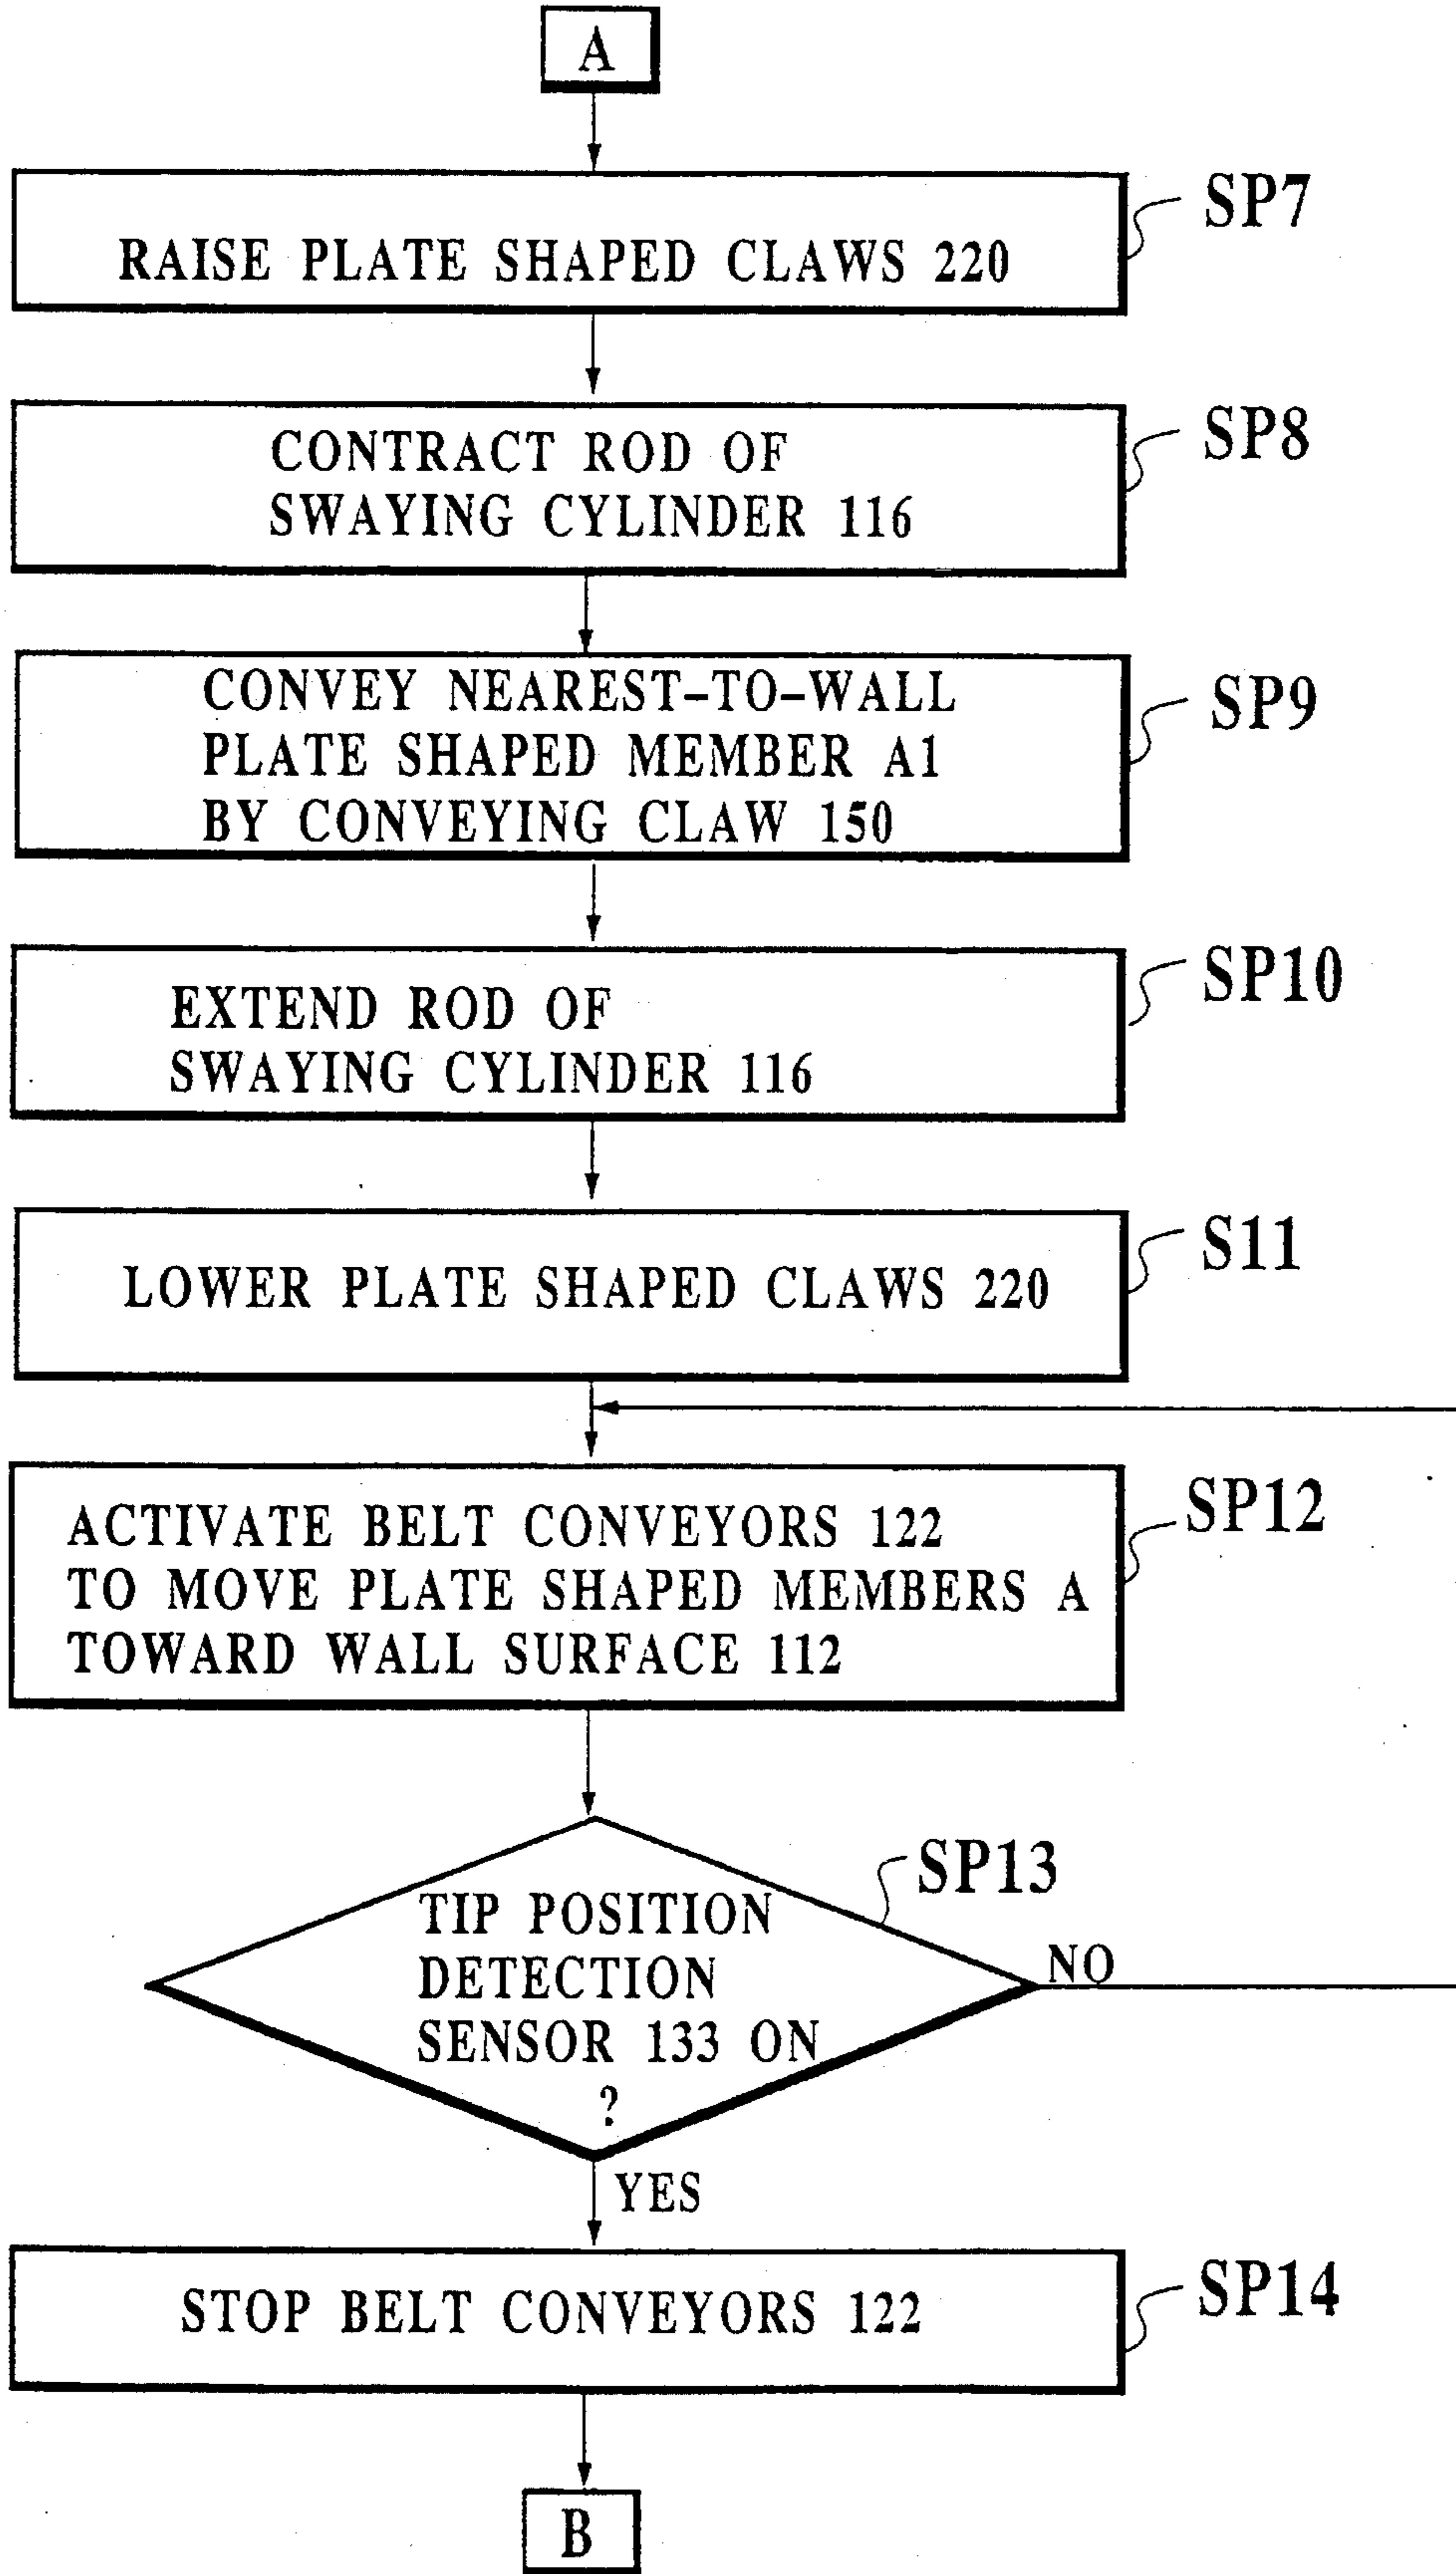 A
RAISE PLATE SHAPED CLAWS 220
SP7
CONTRACT ROD OF
SWAYING CYLINDER 116
SP8
CONVEY NEAREST-TO-WALL
PLATE SHAPED MEMBER A1
BY CONVEYING CLAW 150
SP9
EXTEND ROD OF
SWAYING CYLINDER 116
SP10
LOWER PLATE SHAPED CLAWS 220
S11
ACTIVATE BELT CONVEYORS 122
TO MOVE PLATE SHAPED MEMBERS A
TOWARD WALL SURFACE 112
SP12
TIP POSITION
DETECTION
SENSOR 133 ON
?
SP13
NO
YES
STOP BELT CONVEYORS 122
SP14
B